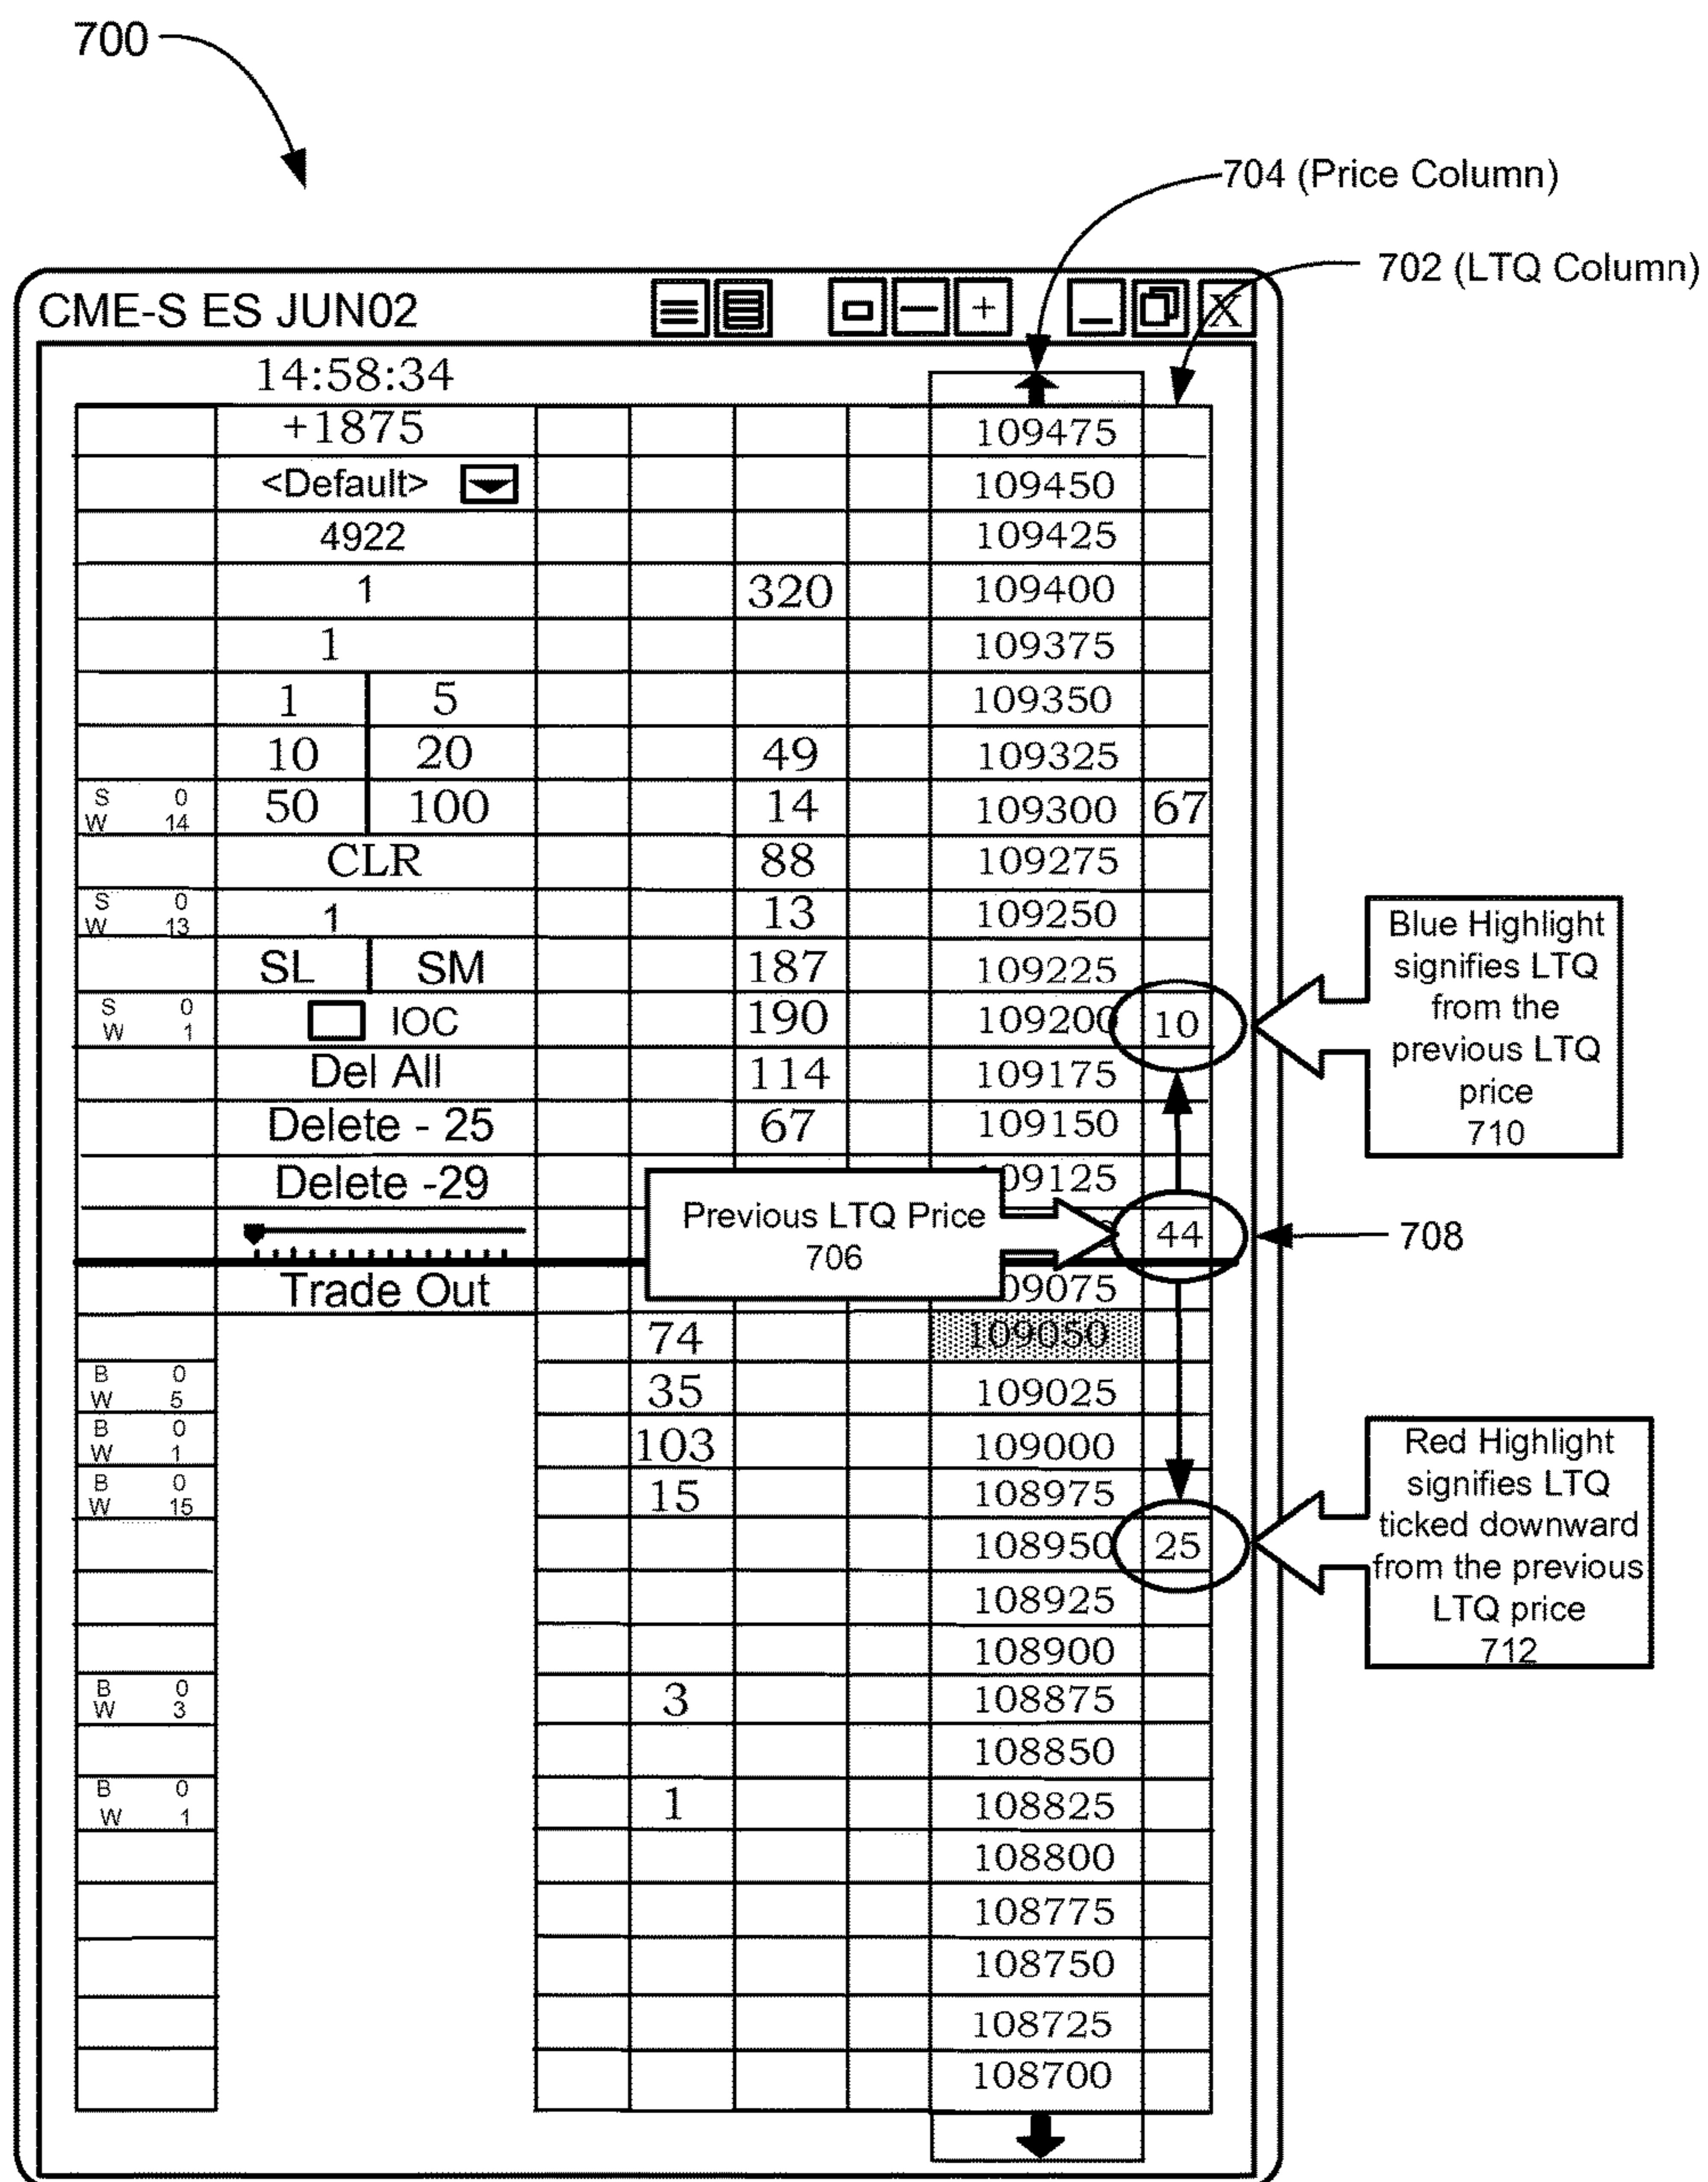 700
704 (Price Column)
702 (LTQ Column)
CME-S ES JUN02
14:58:34
+1875 109475
<Default> 109450
4922 109425
1 320 109400
1 109375
1 5 109350
10 20 49 109325
S 0
W 14
50 100 14 109300 67
CLR 88 109275
S 0
W 13
1 13 109250
SL SM 187 109225
S 0
W 1
IOC 190 109200 10
Del All 114 109175
Delete - 25 67 109150
Delete -29 09125
44
Trade Out 09075
74 109050
B 0
W 5
35 109025
B 0
W 1
103 109000
B 0
W 15
15 108975
108950 25
108925
108900
B 0
W 3
3 108875
108850
B 0
W 1
1 108825
108800
108775
108750
108725
108700
Previous LTQ Price
706
708
Blue Highlight
signifies LTQ
from the
previous LTQ
price
710
Red Highlight
signifies LTQ
ticked downward
from the previous
LTQ price
712